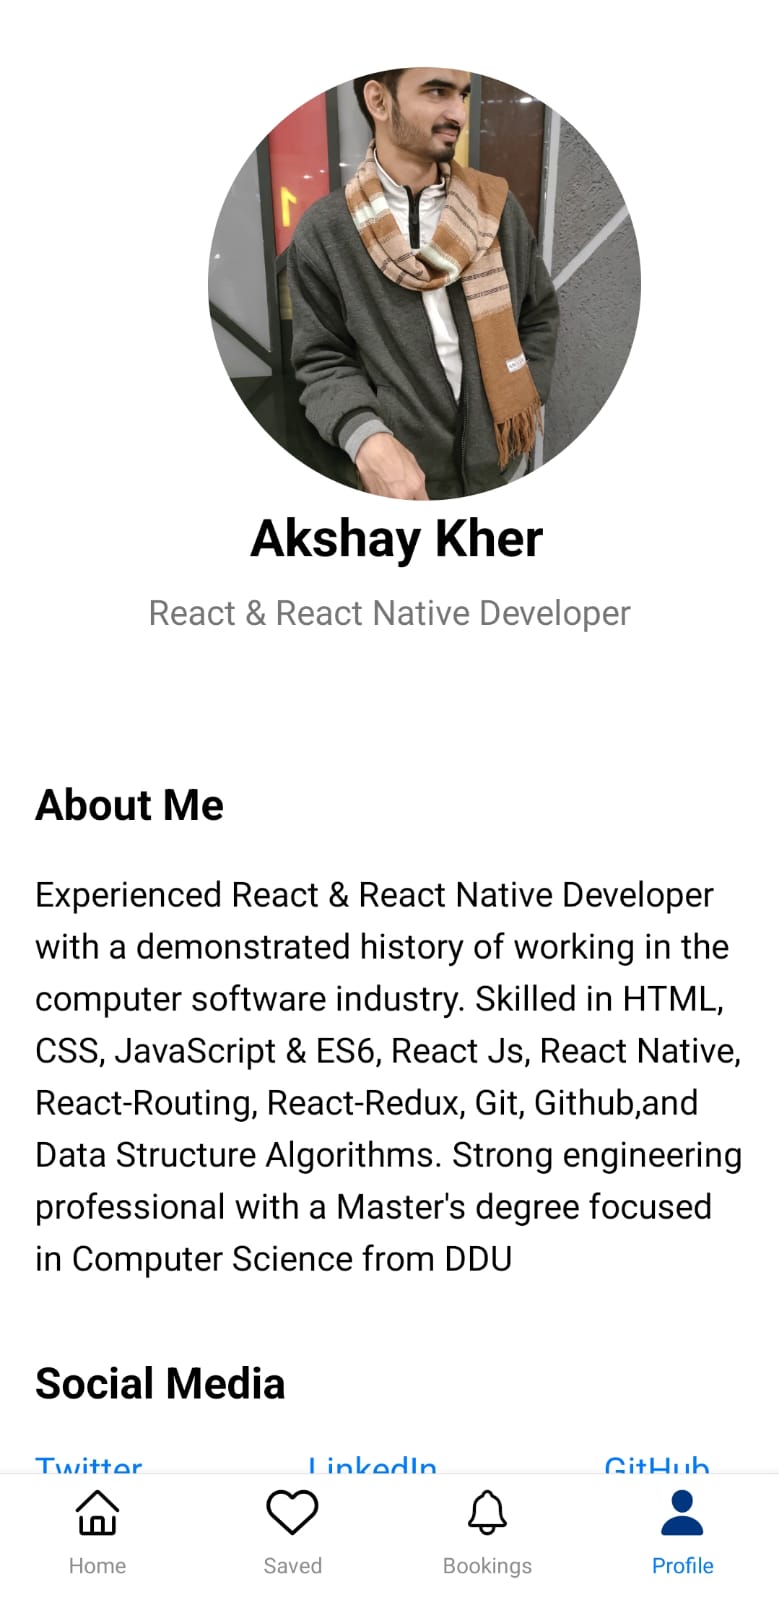 Akshay Kher
React & React Native Developer
About Me
Experienced React & React Native Developer
with a demonstrated history of working in the
computer software industry. Skilled in HTML,
CSS, JavaScript & ES6, React Js, React Native,
React-Routing, React-Redux, Git, Github,and
Data Structure Algorithms. Strong engineering
professional with a Master's degree focused
in Computer Science from DDU
Social Media
Twitter LinkedIn GitHub
Home Saved Bookings Profile